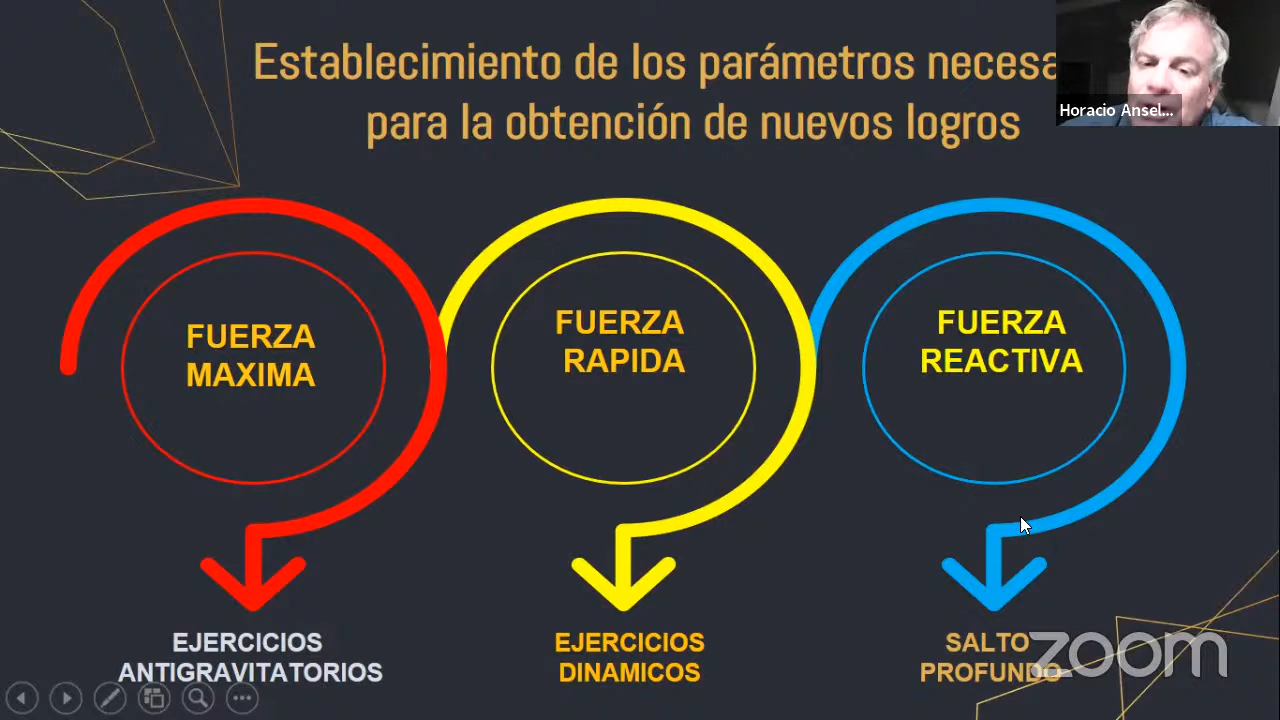 Establecimiento de los parámetros necesa
para la obtención de nuevos logros
Horacio Ansel...
FUERZA
MAXIMA
FUERZA
RAPIDA
FUERZA
REACTIVA
EJERCICIOS
ANTIGRAVITATORIOS
EJERCICIOS
DINAMICOS
SALTO
PROFUNDO
zoom